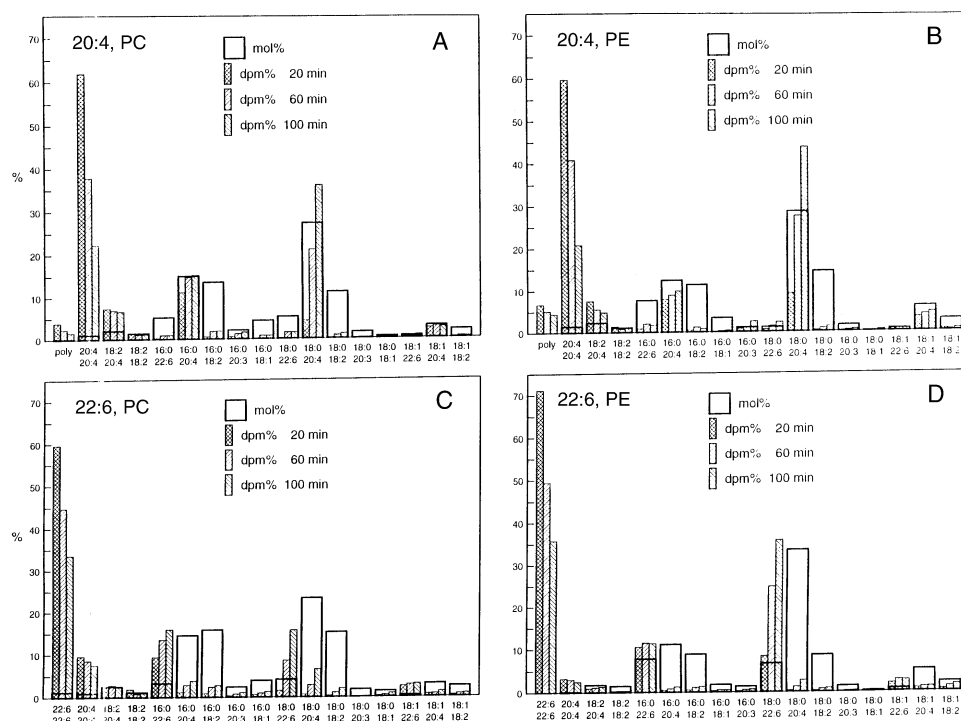 20:4, PC
A
mol%
dpm% 20 min
dpm% 60 min
dpm% 100 min
70
60
50
40
30
20
10
0
%
poly 20:4 18:2 18:2 16:0 16:0 16:0 16:0 16:0 18:0 18:0 18:0 18:0 18:0 18:1 18:1 18:1
20:4 20:4 18:2 22:6 20:4 18:2 20:3 18:1 22:6 20:4 18:2 20:3 18:1 22:6 20:4 18:2
20:4, PE
B
mol%
dpm% 20 min
dpm% 60 min
dpm% 100 min
70
60
50
40
30
20
10
0
poly 20:4 18:2 18:2 16:0 16:0 16:0 16:0 16:0 18:0 18:0 18:0 18:0 18:0 18:1 18:1 18:1
20:4 20:4 18:2 22:6 20:4 18:2 18:1 20:3 22:6 20:4 18:2 20:3 18:1 22:6 20:4 18:2
22:6, PC
C
mol%
dpm% 20 min
dpm% 60 min
dpm% 100 min
70
60
50
40
30
20
10
0
%
22:6 20:4 18:2 18:2 16:0 16:0 16:0 16:0 16:0 18:0 18:0 18:0 18:0 18:0 18:1 18:1 18:1
22:6 20:4 20:4 18:2 22:6 20:4 18:2 20:3 18:1 22:6 20:4 18:2 20:3 18:1 22:6 20:4 18:2
22:6, PE
D
mol%
dpm% 20 min
dpm% 60 min
dpm% 100 min
70
60
50
40
30
20
10
0
22:6 20:4 18:2 18:2 16:0 16:0 16:0 16:0 16:0 18:0 18:0 18:0 18:0 18:0 18:1 18:1 18:1
22:6 20:4 20:4 18:2 22:6 20:4 18:2 18:1 20:3 22:6 20:4 18:2 20:3 18:1 22:6 20:4 18:2